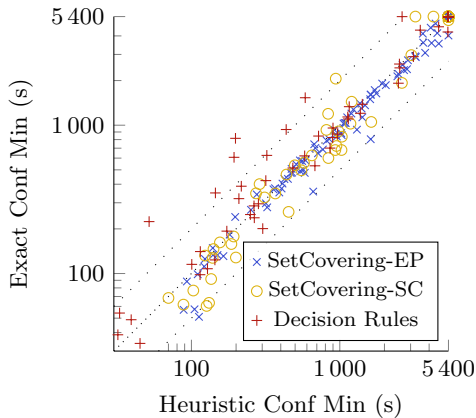 5 400
1 000
100
Exact Conf Min (s)
SetCovering-EP
SetCovering-SC
Decision Rules
100
1 000
5 400
Heuristic Conf Min (s)